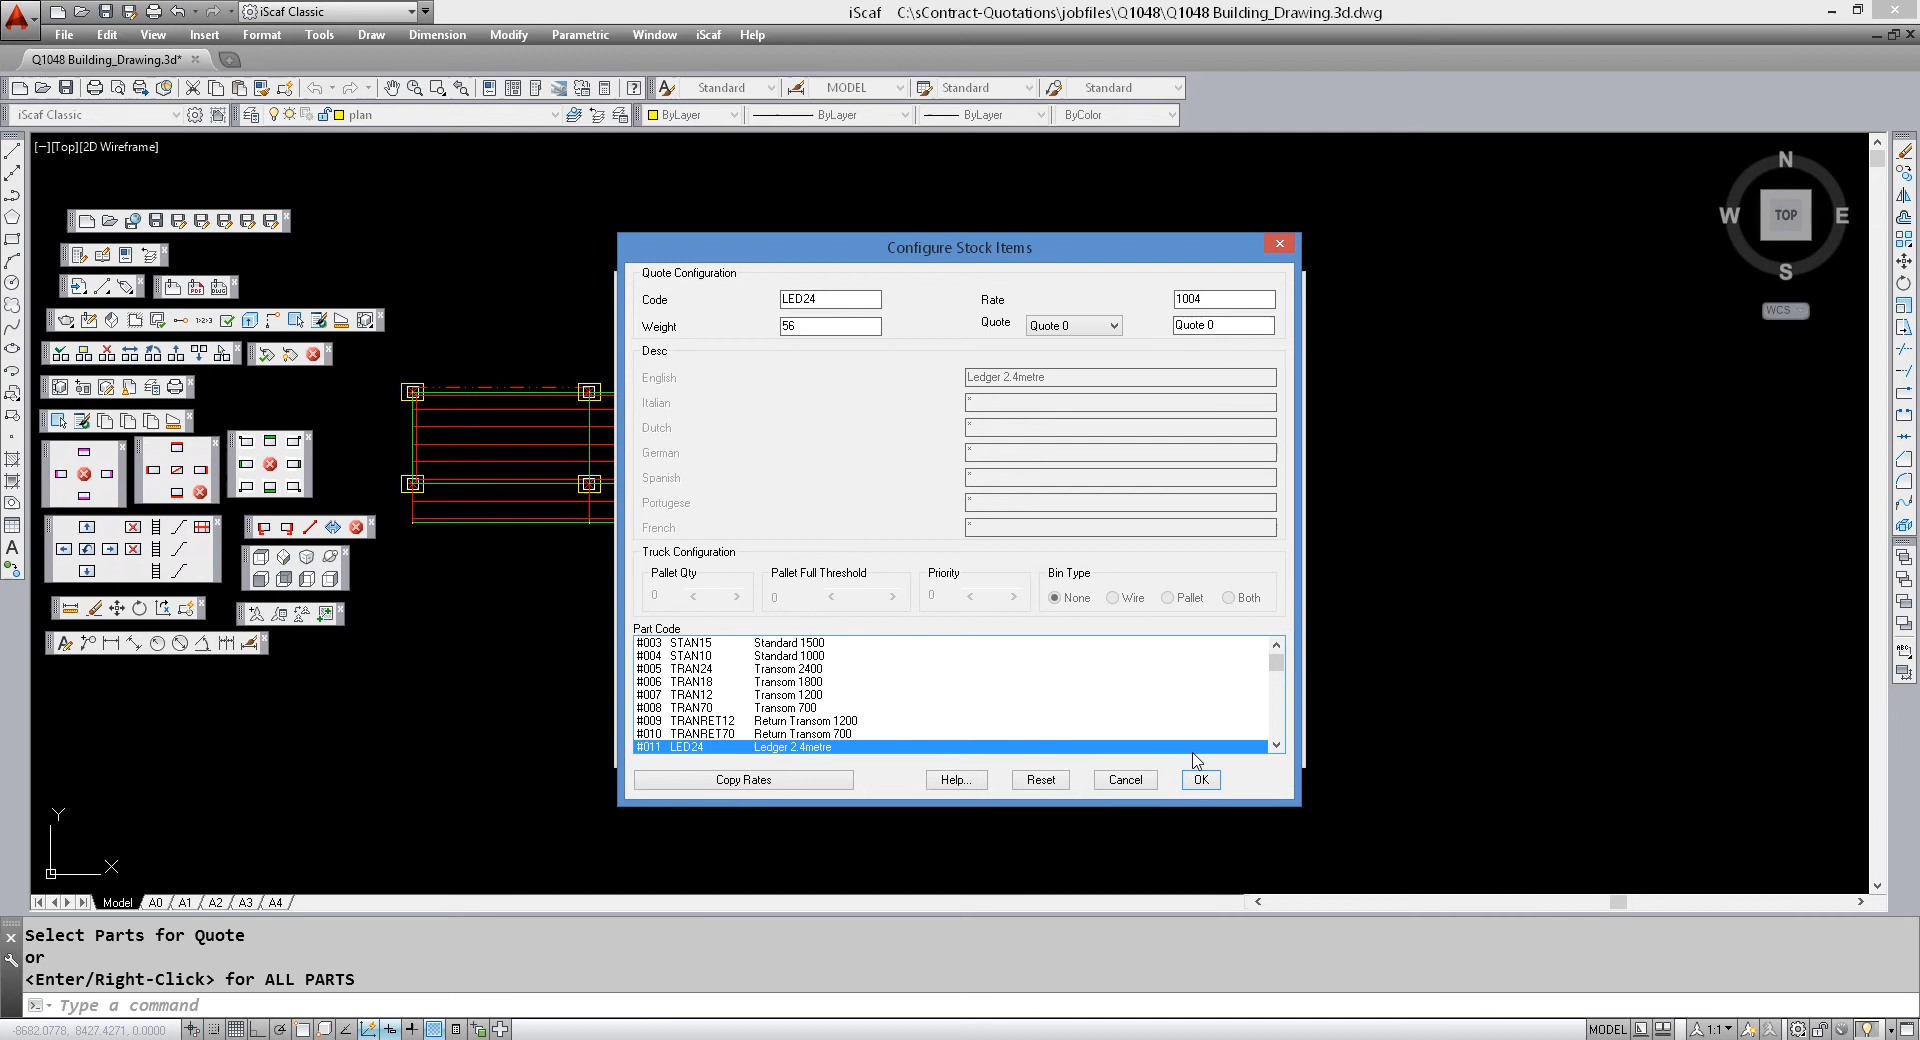 iScaf Classic
iScaf C:\sContract-Quotations\jobfiles\Q1048\Q1048 Building_Drawing.3d.dwg
File Edit View Insert Format Tools Draw Dimension Modify Parametric Window iScaf Help
Q1048 Building_Drawing.3d*
Standard MODEL Standard Standard
iScaf Classic plan ByLayer ByLayer ByLayer ByColor
[−][Top][2D Wireframe]
N
W TOP E
S
WCS
Configure Stock Items
Quote Configuration
Code LED24 Rate 1004
Weight 56 Quote Quote 0 Quote 0
Desc
English Ledger 2.4metre
Italian *
Dutch *
German *
Spanish *
Portugese *
French *
Truck Configuration
Pallet Qty Pallet Full Threshold Priority Bin Type
0 < > 0 < > 0 < > None Wire Pallet Both
Part Code
#003 STAN15 Standard 1500
#004 STAN10 Standard 1000
#005 TRAN24 Transom 2400
#006 TRAN18 Transom 1800
#007 TRAN12 Transom 1200
#008 TRAN70 Transom 700
#009 TRANRET12 Return Transom 1200
#010 TRANRET70 Return Transom 700
#011 LED24 Ledger 2.4metre
Copy Rates Help... Reset Cancel OK
Y
X
Model A0 A1 A2 A3 A4
Select Parts for Quote
or
<Enter/Right-Click> for ALL PARTS
Type a command
-8682.0778, 8427.4271, 0.0000 MODEL 1:1